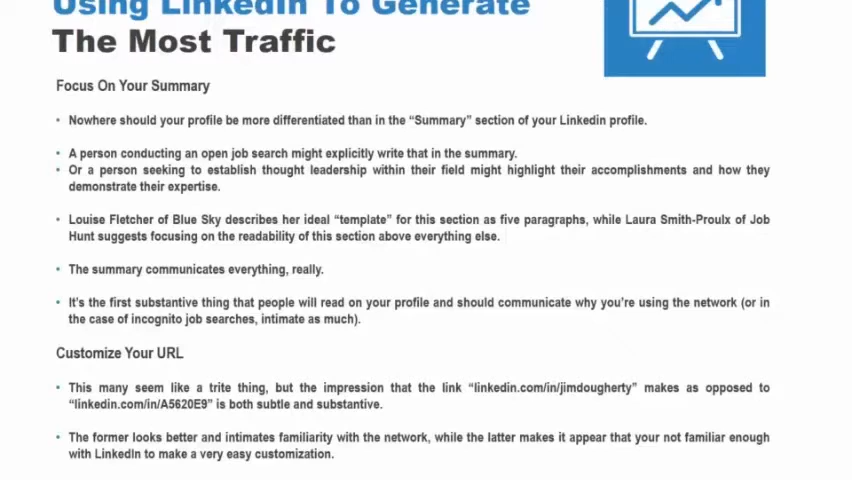 Using LinkedIn To Generate
The Most Traffic
Focus On Your Summary
• Nowhere should your profile be more differentiated than in the “Summary” section of your Linkedin profile.
• A person conducting an open job search might explicitly write that in the summary.
• Or a person seeking to establish thought leadership within their field might highlight their accomplishments and how they
demonstrate their expertise.
• Louise Fletcher of Blue Sky describes her ideal “template” for this section as five paragraphs, while Laura Smith-Proulx of Job
Hunt suggests focusing on the readability of this section above everything else.
• The summary communicates everything, really.
• It's the first substantive thing that people will read on your profile and should communicate why you’re using the network (or in
the case of incognito job searches, intimate as much).
Customize Your URL
• This many seem like a trite thing, but the impression that the link “linkedin.com/in/jimdougherty” makes as opposed to
“linkedin.com/in/A5620E9” is both subtle and substantive.
• The former looks better and intimates familiarity with the network, while the latter makes it appear that your not familiar enough
with LinkedIn to make a very easy customization.